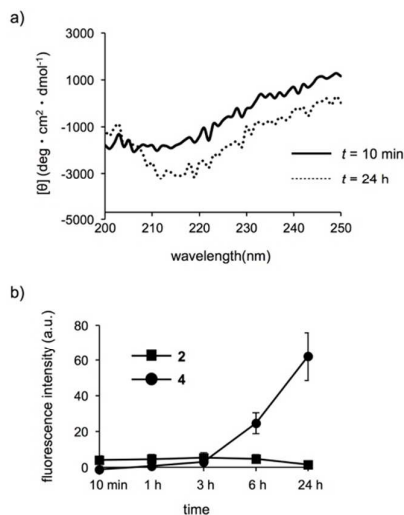 a)
3000
1000
-1000
-3000
-5000
[θ] (deg・cm²・dmol⁻¹)
200 210 220 230 240 250
wavelength(nm)
t = 10 min
t = 24 h
b)
80
60
40
20
0
fluorescence intensity (a.u.)
2
4
10 min 1 h 3 h 6 h 24 h
time